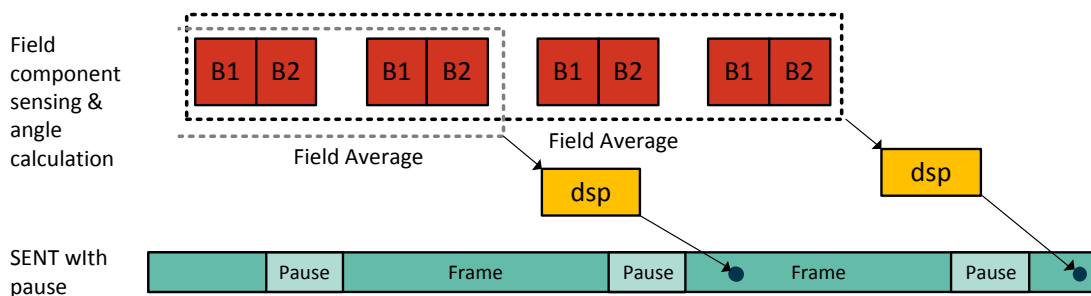 Field
component
sensing &
angle
calculation
B1 B2 B1 B2 B1 B2 B1 B2
Field Average Field Average
dsp dsp
SENT wIth
pause
Pause Frame Pause Frame Pause